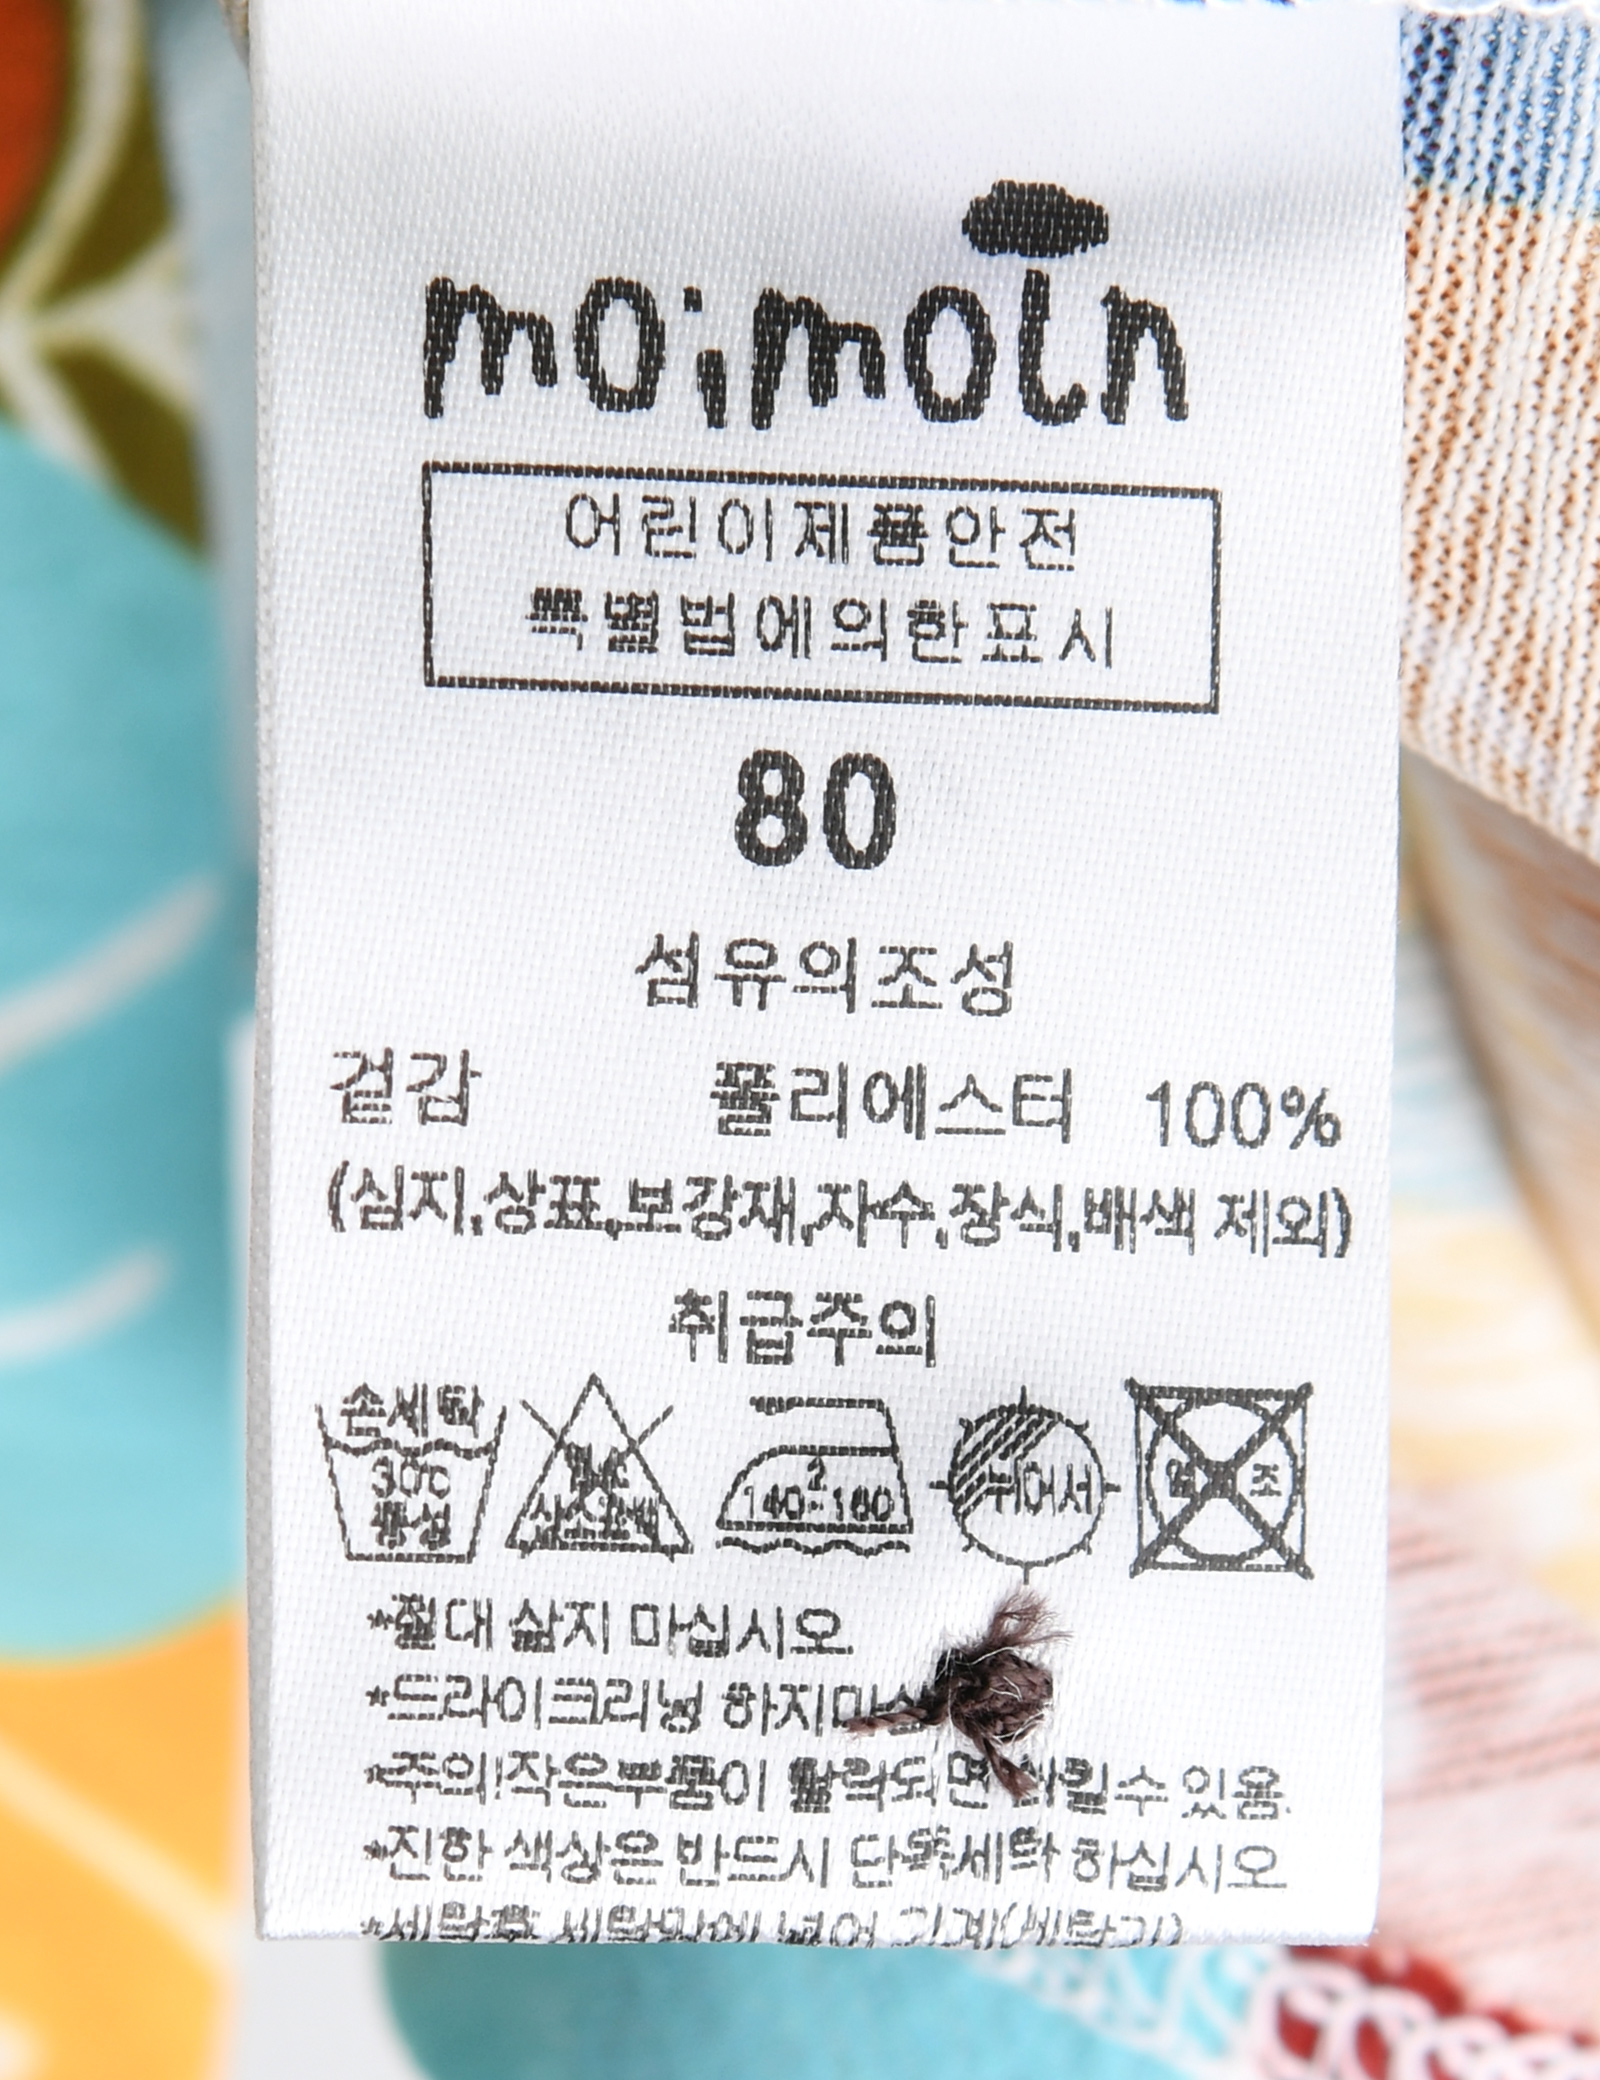 moimoln
어린이제품안전
특별법에의한표시
80
섬유의조성
겉감 폴리에스터 100%
(심지,상표,보강재,자수,장식,배색 제외)
취급주의
손세탁
30℃
중성
2
140~160
뉘어서
조
*절대 삶지 마십시오.
*드라이크리닝 하지마
*주의!작은부품이 탈락되면 수 있음.
*진한 색상은 반드시 단독세탁 하십시오